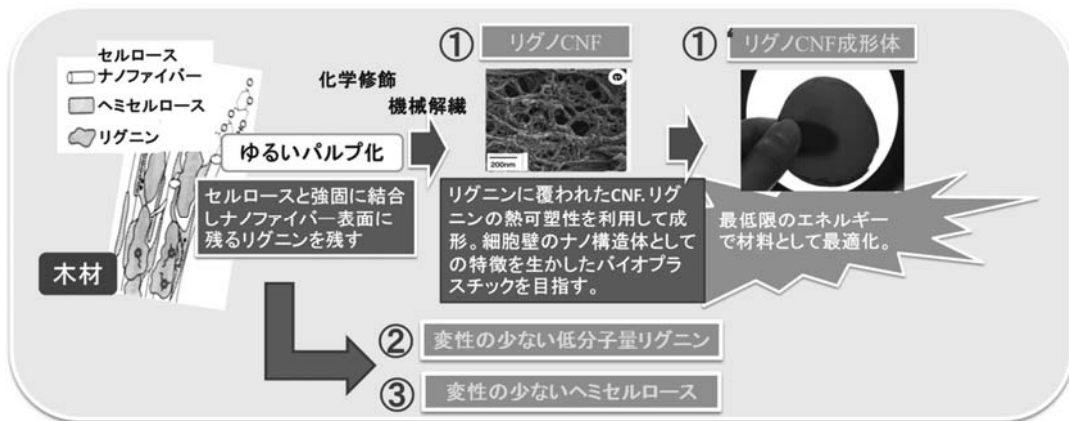 セルロース
ナノファイバー
ヘミセルロース
リグニン
木材
ゆるいパルプ化
セルロースと強固に結合
しナノファイバー表面に
残るリグニンを残す
化学修飾
機械解繊
① リグノCNF
e
200nm
リグニンに覆われたCNF.リグ
ニンの熱可塑性を利用して成
形。細胞壁のナノ構造体として
の特徴を生かしたバイオプラ
スチックを目指す。
①‘ リグノCNF成形体
最低限のエネルギー
で材料として最適化。
② 変性の少ない低分子量リグニン
③ 変性の少ないヘミセルロース